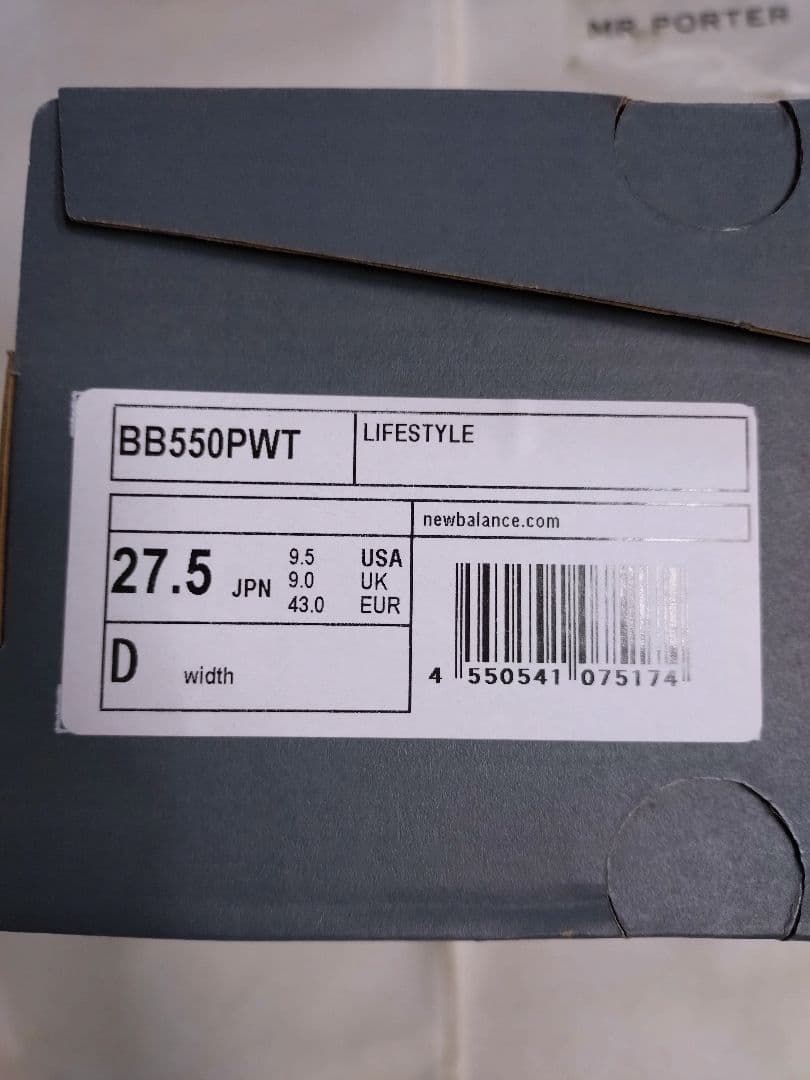 MR PORTER
BB550PWT
LIFESTYLE
newbalance.com
27.5 JPN
9.5 USA
9.0 UK
43.0 EUR
D width
4 550541 075174